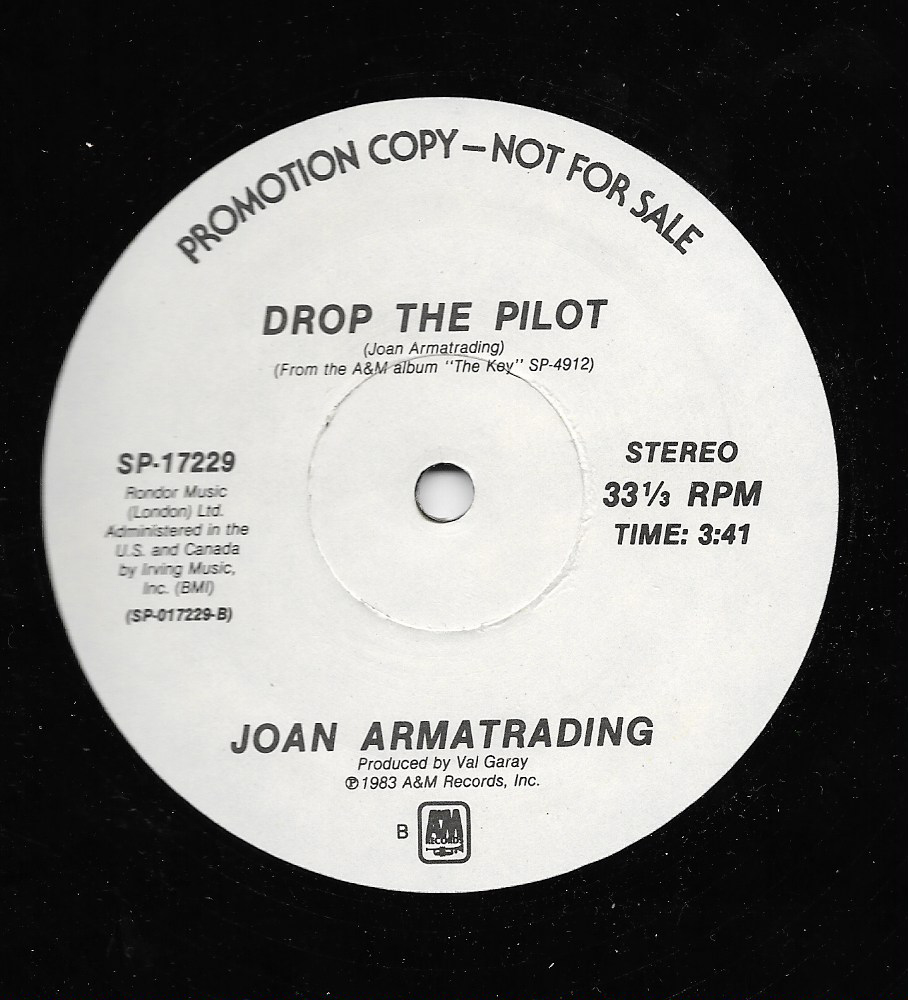 PROMOTION COPY—NOT FOR SALE
DROP THE PILOT
(Joan Armatrading)
(From the A&M album "The Key" SP-4912)
SP-17229
Rondor Music
(London) Ltd.
Administered in the
U.S. and Canada
by Irving Music,
Inc. (BMI)
(SP-017229-B)
STEREO
33⅓ RPM
TIME: 3:41
JOAN ARMATRADING
Produced by Val Garay
℗1983 A&M Records, Inc.
B
A&M
RECORDS